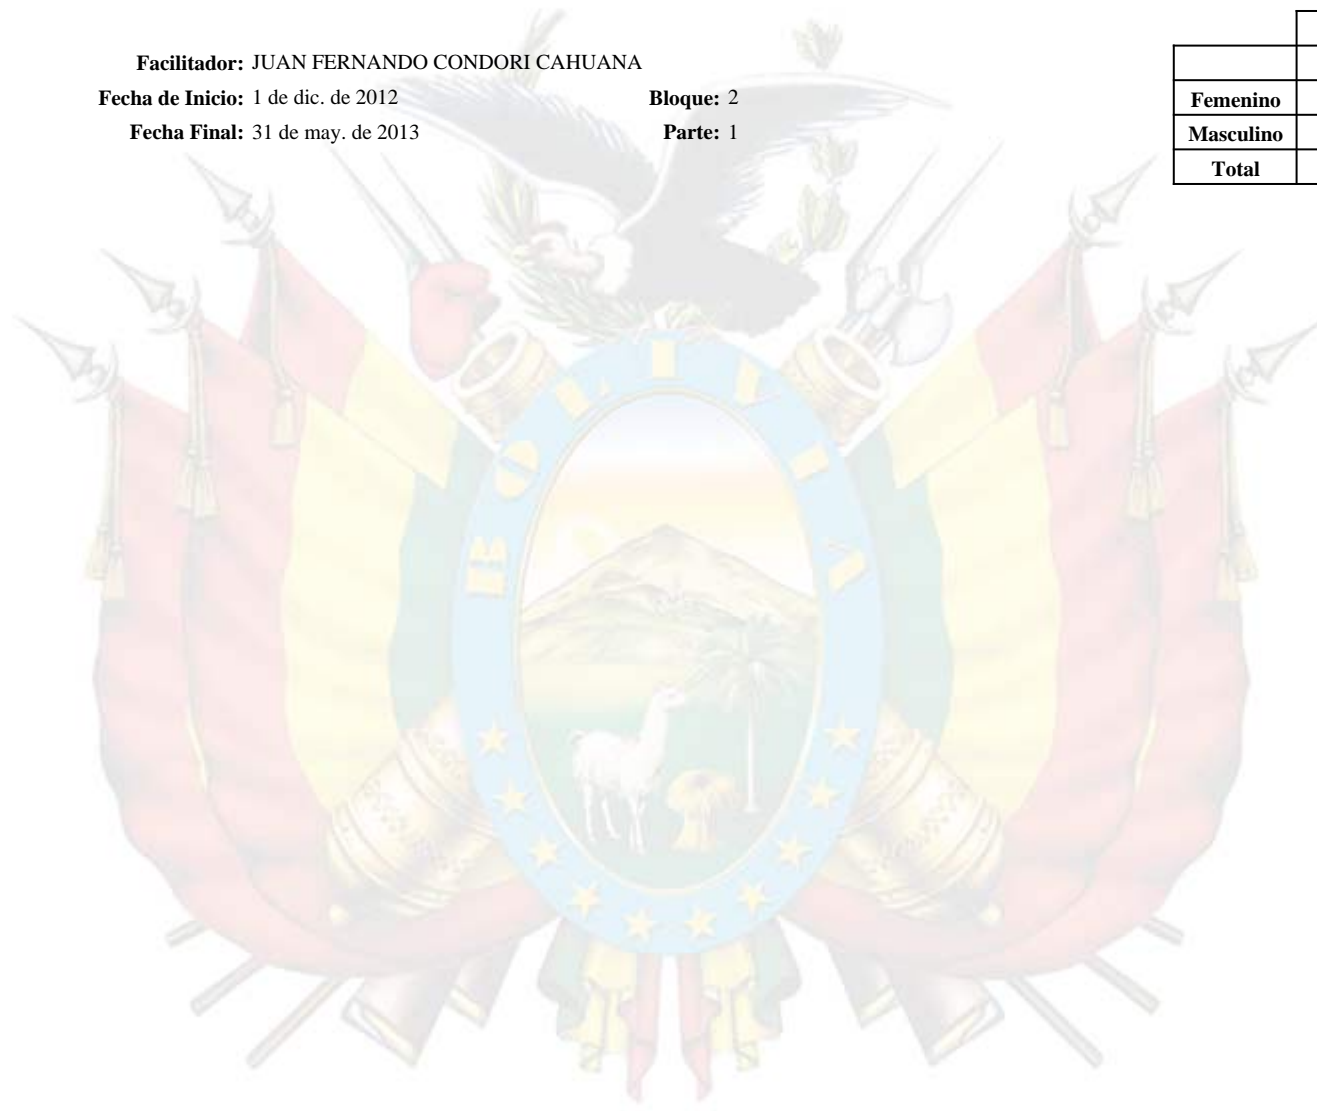 Facilitador: JUAN FERNANDO CONDORI CAHUANA
Fecha de Inicio: 1 de dic. de 2012 Bloque: 2
Fecha Final: 31 de may. de 2013 Parte: 1
Femenino
Masculino
Total
BOLIVIA